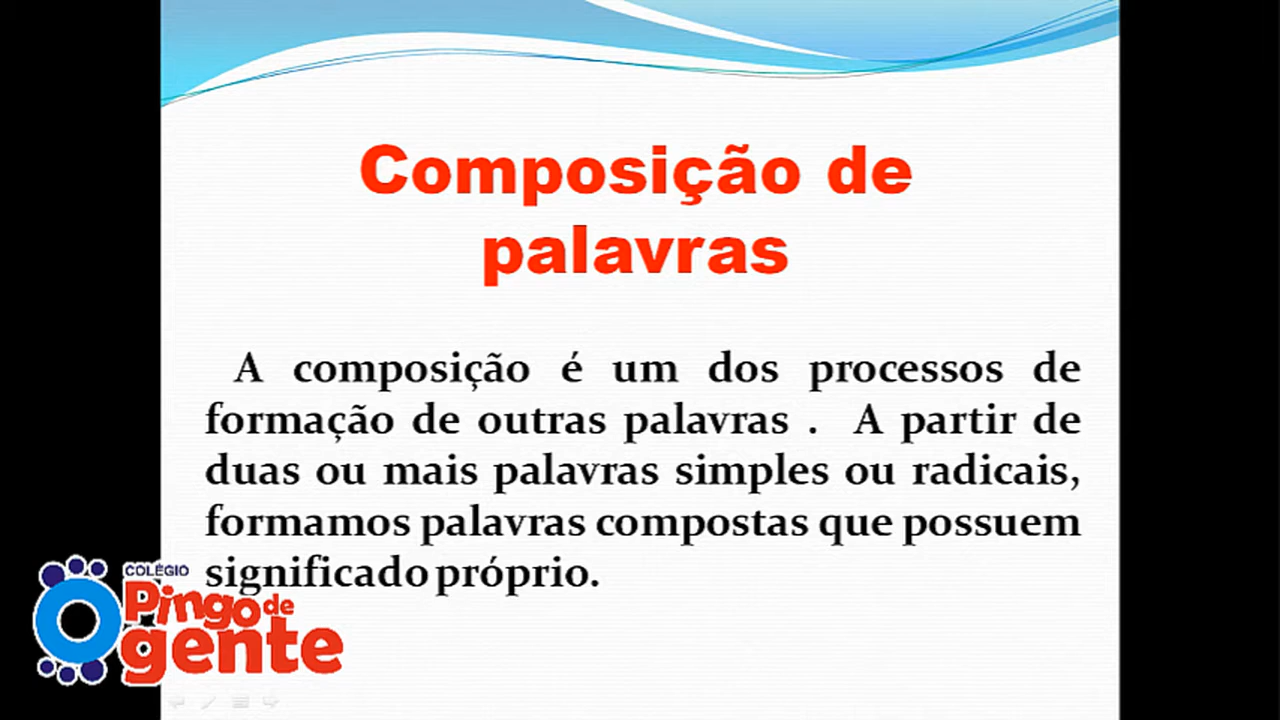 Composição de
palavras
A composição é um dos processos de
formação de outras palavras . A partir de
duas ou mais palavras simples ou radicais,
formamos palavras compostas que possuem
significado próprio.
COLÉGIO
Pingo de
gente